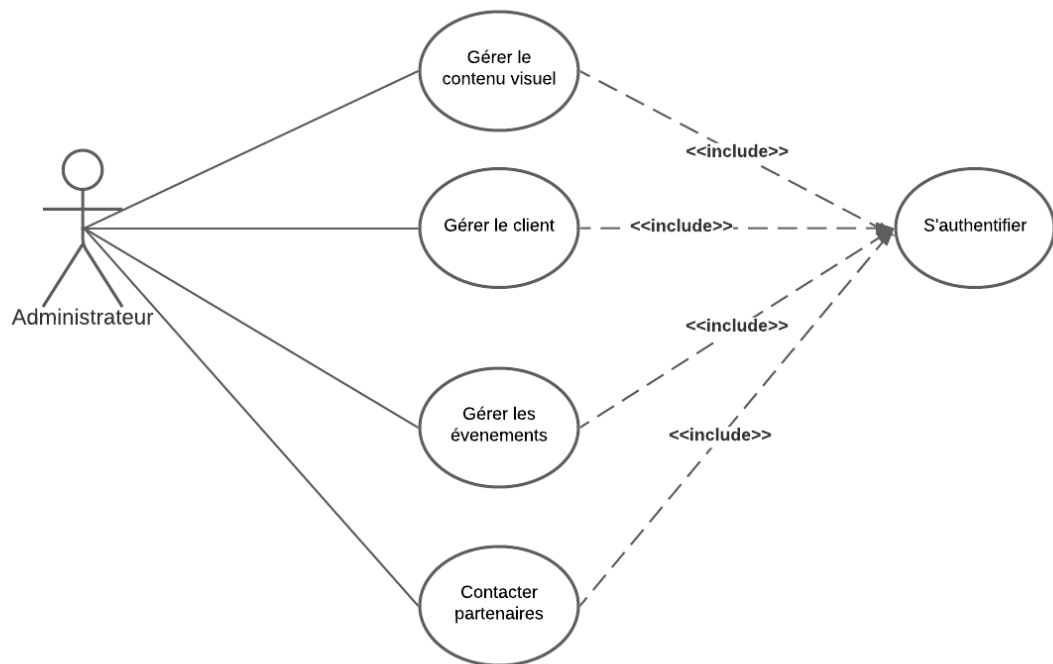 Gérer le
contenu visuel
<<include>>
Gérer le client
<<include>>
S'authentifier
Administrateur
<<include>>
Gérer les
évenements
<<include>>
Contacter
partenaires